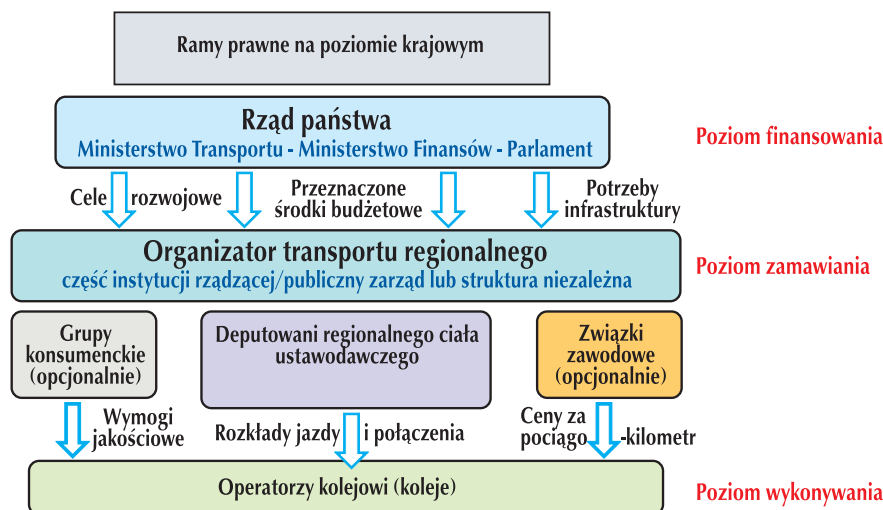 Ramy prawne na poziomie krajowym
Rząd państwa
Ministerstwo Transportu - Ministerstwo Finansów - Parlament
Poziom finansowania
Cele rozwojowe
Przeznaczone
środki budżetowe
Potrzeby
infrastruktury
Organizator transportu regionalnego
część instytucji rządzącej/publiczny zarząd lub struktura niezależna
Poziom zamawiania
Grupy
konsumenckie
(opcjonalnie)
Deputowani regionalnego ciała
ustawodawczego
Związki
zawodowe
(opcjonalnie)
Wymogi
jakościowe
Rozkłady jazdy i połączenia
Ceny za
pociągo -kilometr
Operatorzy kolejowi (koleje)
Poziom wykonywania